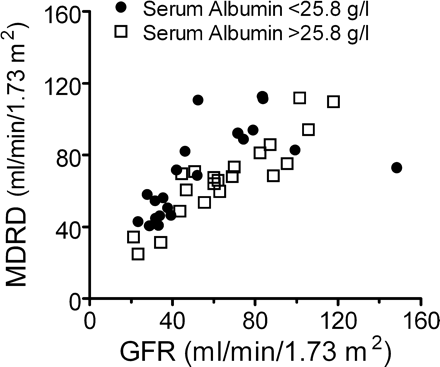 Serum Albumin <25.8 g/l
Serum Albumin >25.8 g/l
MDRD (ml/min/1.73 m²)
160
120
80
40
0
0 40 80 120 160
GFR (ml/min/1.73 m²)